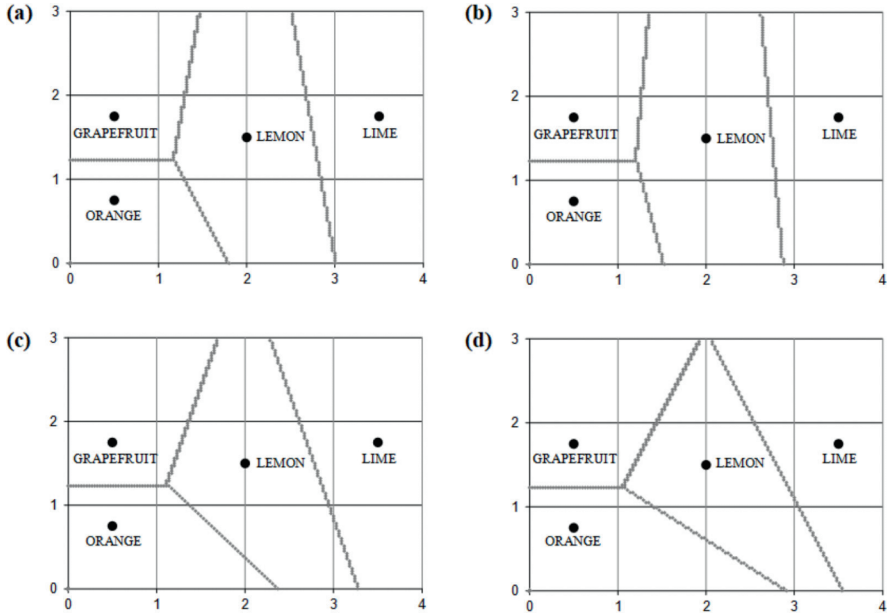 (a)
3
2
1
0
GRAPEFRUIT
LEMON
LIME
ORANGE
0 1 2 3 4
(b)
3
2
1
0
GRAPEFRUIT
LEMON
LIME
ORANGE
0 1 2 3 4
(c)
3
2
1
0
GRAPEFRUIT
LEMON
LIME
ORANGE
0 1 2 3 4
(d)
3
2
1
0
GRAPEFRUIT
LEMON
LIME
ORANGE
0 1 2 3 4